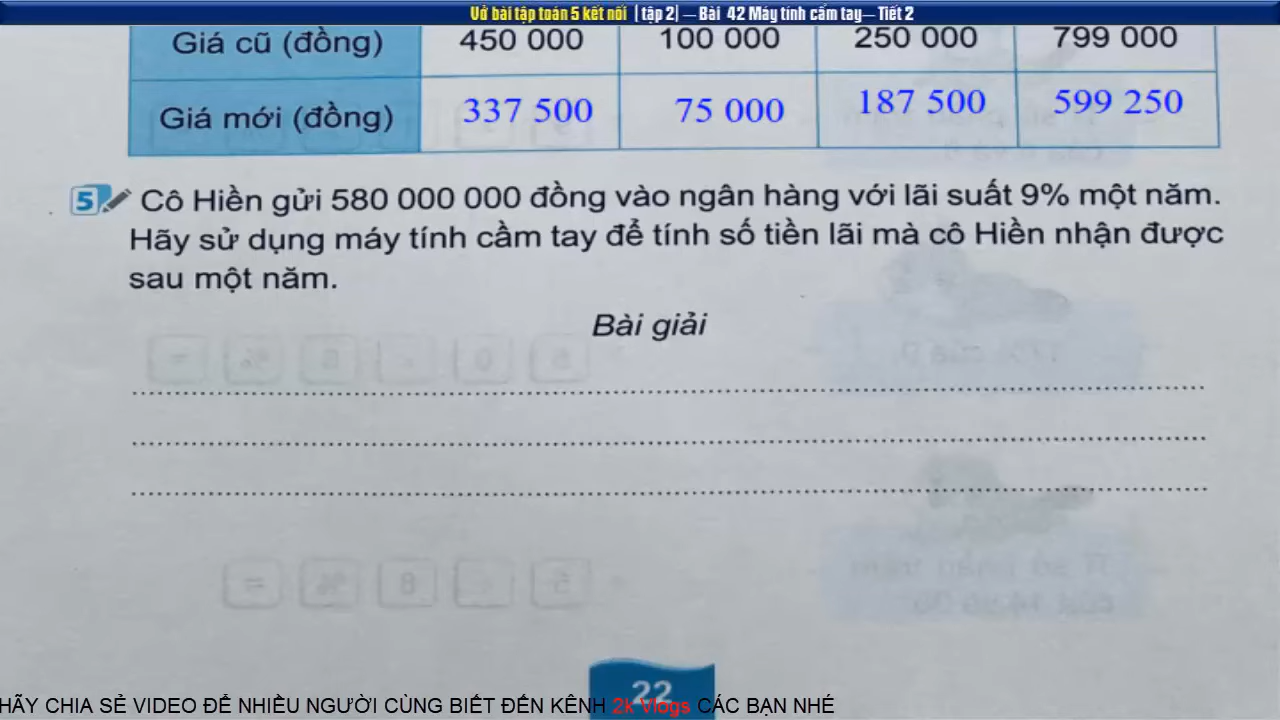 Vở bài tập toán 5 kết nối (tập 2) – Bài 42 Máy tính cầm tay– Tiết 2
Giá cũ (đồng) 450 000 100 000 250 000 799 000
Giá mới (đồng) 337 500 75 000 187 500 599 250
5 Cô Hiền gửi 580 000 000 đồng vào ngân hàng với lãi suất 9% một năm.
Hãy sử dụng máy tính cầm tay để tính số tiền lãi mà cô Hiền nhận được
sau một năm.
Bài giải
22
HÃY CHIA SẺ VIDEO ĐỂ NHIỀU NGƯỜI CÙNG BIẾT ĐẾN KÊNH 2k Vlogs CÁC BẠN NHÉ